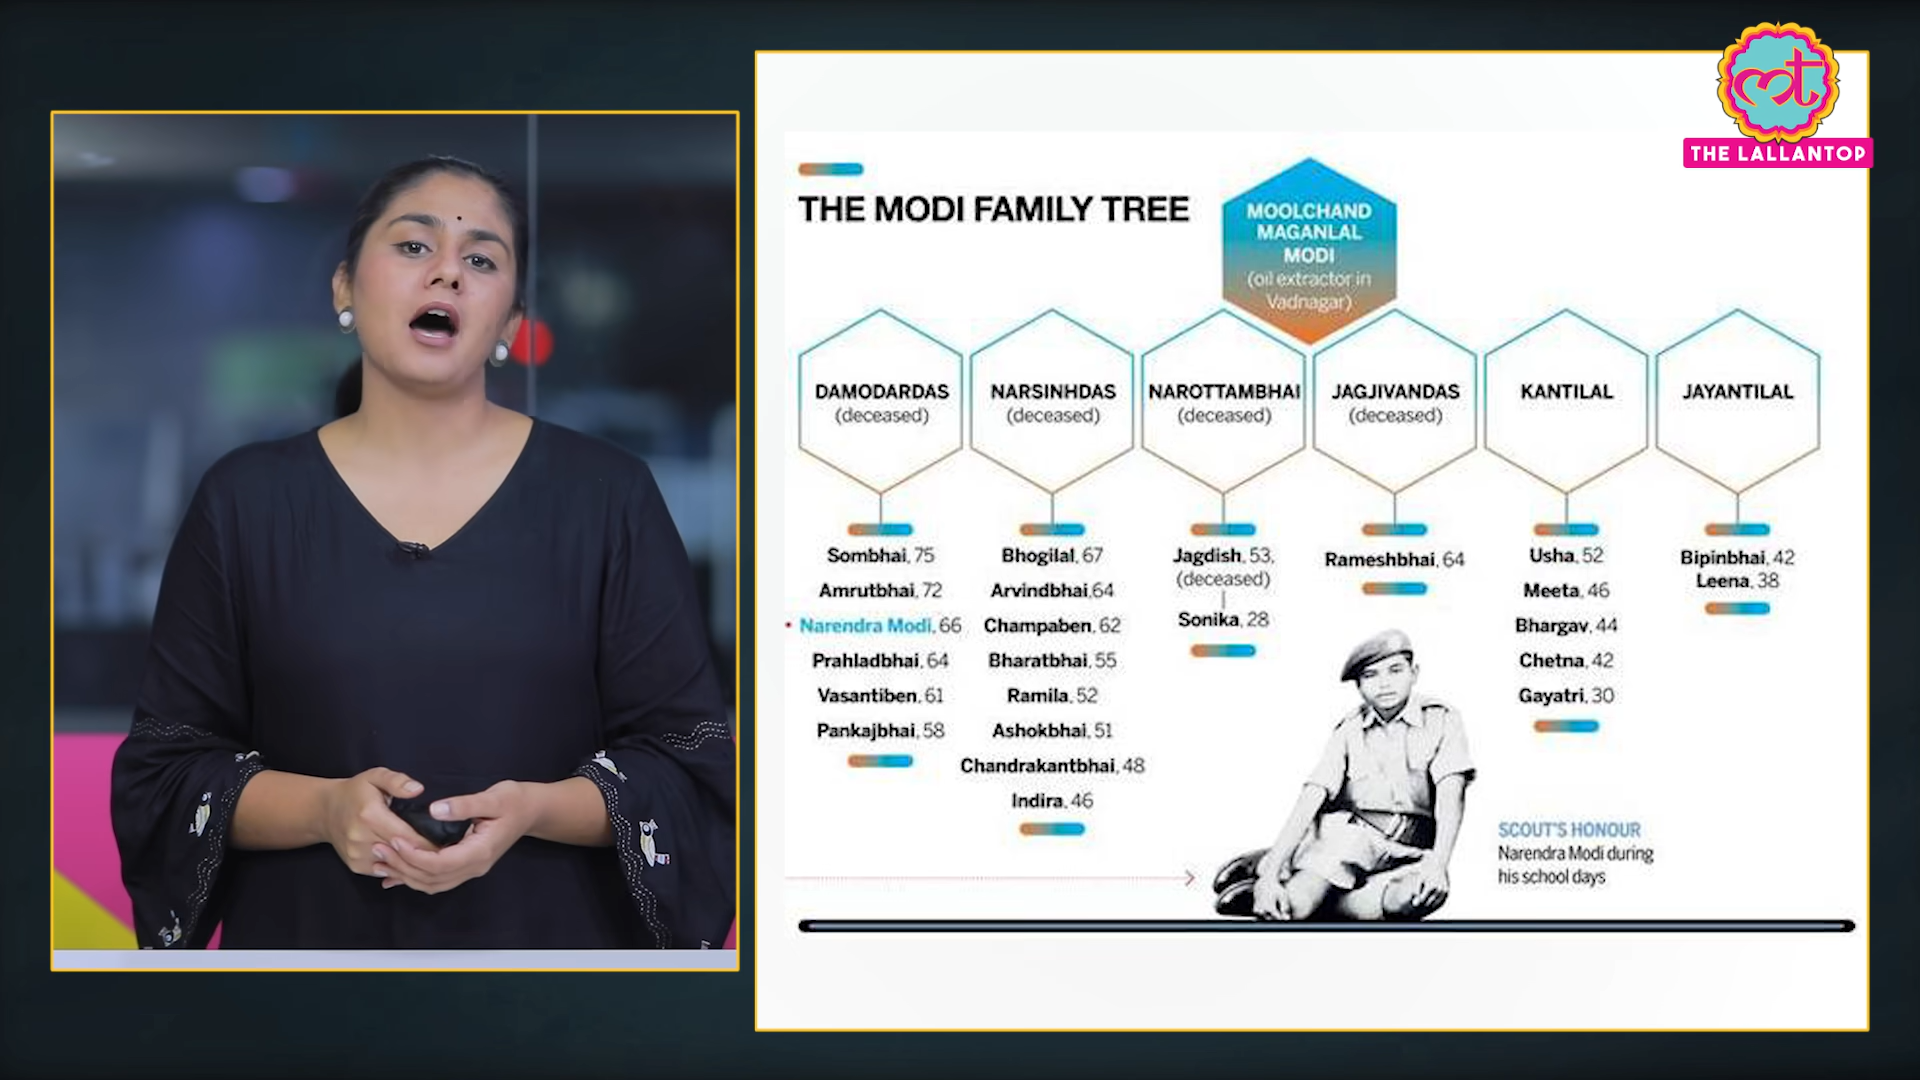 THE LALLANTOP
THE MODI FAMILY TREE
MOOLCHAND
MAGANLAL
MODI
(oil extractor in
Vadnagar)
DAMODARDAS
(deceased)
Sombhai, 75
Amrutbhai, 72
Narendra Modi, 66
Prahladbhai, 64
Vasantiben, 61
Pankajbhai, 58
NARSINHDAS
(deceased)
Bhogilal, 67
Arvindbhai, 64
Champaben, 62
Bharatbhai, 55
Ramila, 52
Ashokbhai, 51
Chandrakantbhai, 48
Indira, 46
NAROTTAMBHAI
(deceased)
Jagdish, 53,
(deceased)
Sonika, 28
JAGJIVANDAS
(deceased)
Rameshbhai, 64
KANTILAL
Usha, 52
Meeta, 46
Bhargav, 44
Chetna, 42
Gayatri, 30
JAYANTILAL
Bipinbhai, 42
Leena, 38
SCOUT'S HONOUR
Narendra Modi during
his school days